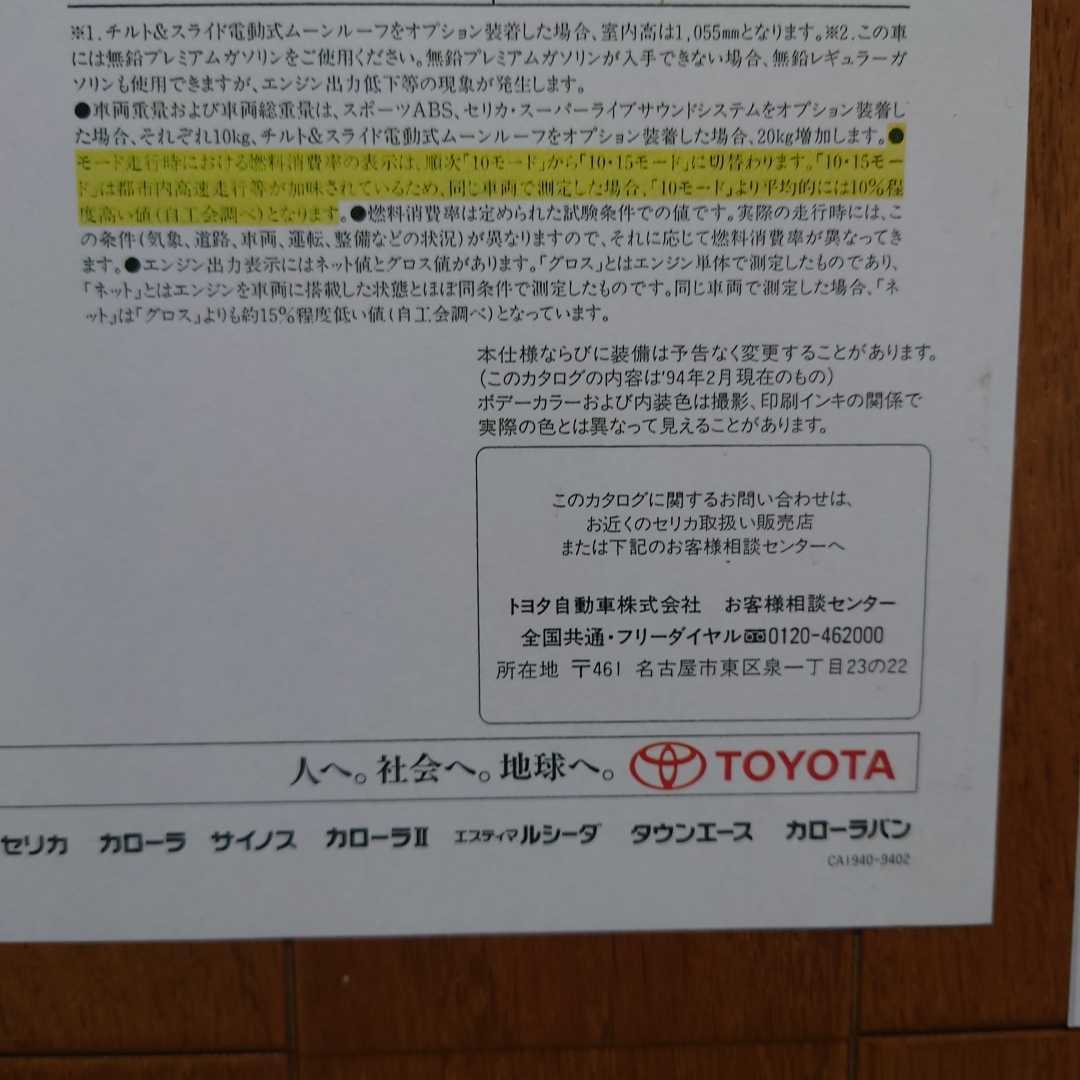 ※1.チルト&スライド電動式ムーンルーフをオプション装着した場合、室内高は1,055mmとなります。※2.この車
には無鉛プレミアムガソリンをご使用ください。無鉛プレミアムガソリンが入手できない場合、無鉛レギュラーガ
ソリンも使用できますが、エンジン出力低下等の現象が発生します。
●車両重量および車両総重量は、スポーツABS、セリカ・スーパーライブサウンドシステムをオプション装着し
た場合、それぞれ10kg、チルト&スライド電動式ムーンルーフをオプション装着した場合、20kg増加します。●
モード走行時における燃料消費率の表示は、順次「10モード」から「10・15モード」に切替わります。「10・15モー
ド」は都市内高速走行等が加味されているため、同じ車両で測定した場合、「10モード」より平均的には10%程
度高い値(自工会調べ)となります。●燃料消費率は定められた試験条件での値です。実際の走行時には、こ
の条件(気象、道路、車両、運転、整備などの状況)が異なりますので、それに応じて燃料消費率が異なってき
ます。●エンジン出力表示にはネット値とグロス値があります。「グロス」とはエンジン単体で測定したものであり、
「ネット」とはエンジンを車両に搭載した状態とほぼ同条件で測定したものです。同じ車両で測定した場合、「ネ
ット」は「グロス」よりも約15%程度低い値(自工会調べ)となっています。
本仕様ならびに装備は予告なく変更することがあります。
(このカタログの内容は'94年2月現在のもの)
ボデーカラーおよび内装色は撮影、印刷インキの関係で
実際の色とは異なって見えることがあります。
このカタログに関するお問い合わせは、
お近くのセリカ取扱い販売店
または下記のお客様相談センターへ
トヨタ自動車株式会社 お客様相談センター
全国共通・フリーダイヤル0120-462000
所在地 〒461 名古屋市東区泉一丁目23の22
人へ。社会へ。地球へ。 TOYOTA
セリカ カローラ サイノス カローラII エスティマルシーダ タウンエース カローラバン
CA1940-9402